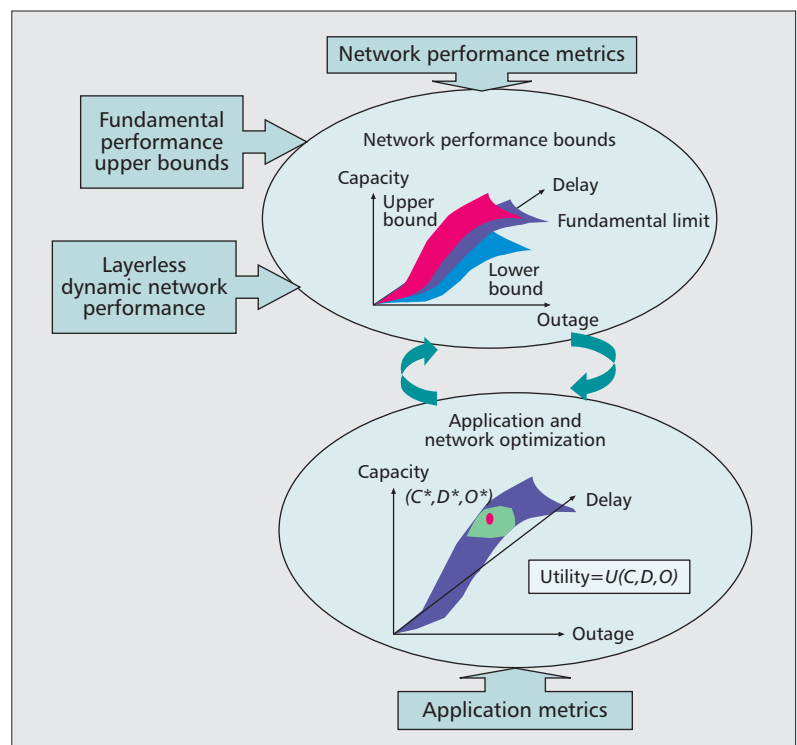 Network performance metrics
Fundamental
performance
upper bounds
Network performance bounds
Capacity
Upper
bound
Delay
Fundamental limit
Layerless
dynamic network
performance
Lower
bound
Outage
Application and
network optimization
Capacity
(C*,D*,O*)
Delay
Utility=U(C,D,O)
Outage
Application metrics